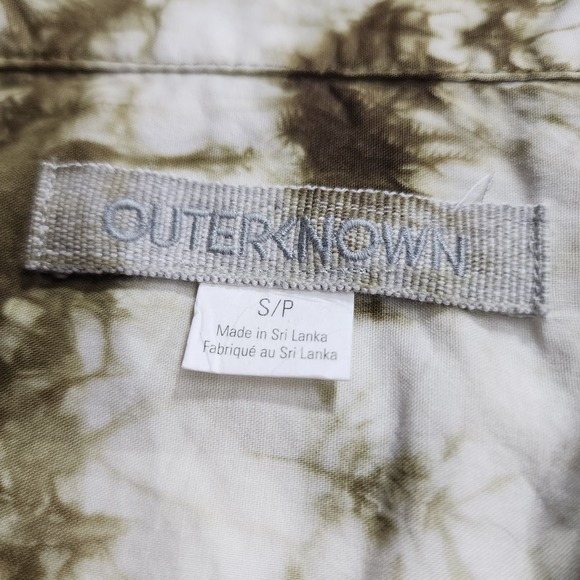 OUTERKNOWN
S/P
Made in Sri Lanka
Fabriqué au Sri Lanka